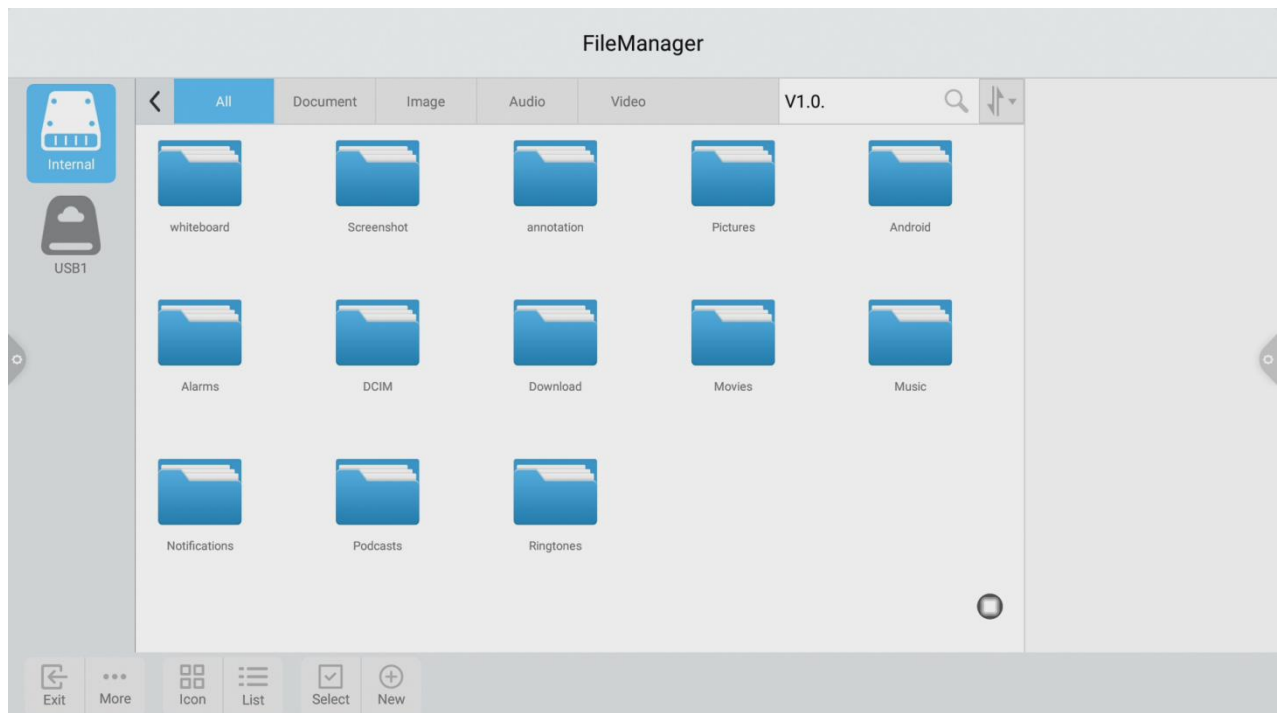 FileManager
All
Document
Image
Audio
Video
V1.0.
Internal
USB1
whiteboard
Screenshot
annotation
Pictures
Android
Alarms
DCIM
Download
Movies
Music
Notifications
Podcasts
Ringtones
Exit
More
Icon
List
Select
New